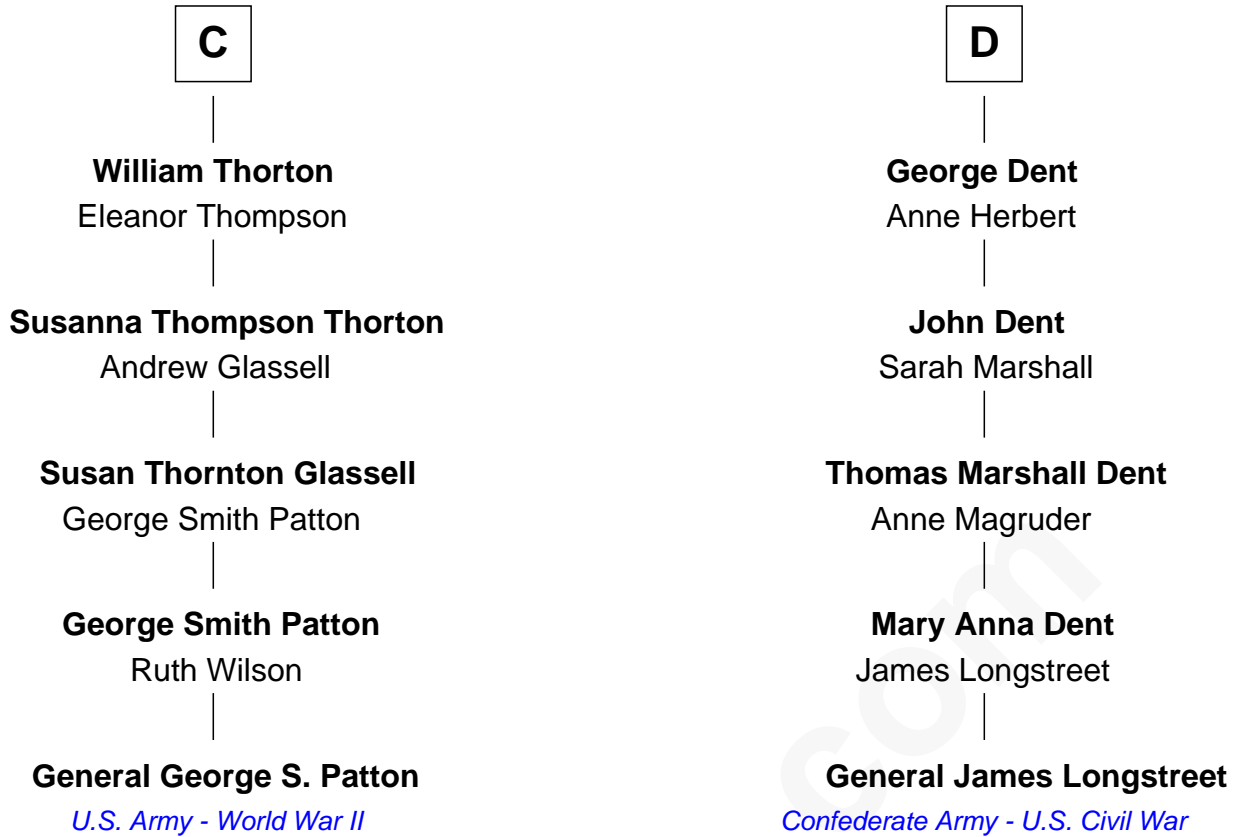 C
William Thorton
Eleanor Thompson
Susanna Thompson Thorton
Andrew Glassell
Susan Thornton Glassell
George Smith Patton
George Smith Patton
Ruth Wilson
General George S. Patton
U.S. Army - World War II
D
George Dent
Anne Herbert
John Dent
Sarah Marshall
Thomas Marshall Dent
Anne Magruder
Mary Anna Dent
James Longstreet
General James Longstreet
Confederate Army - U.S. Civil War
com